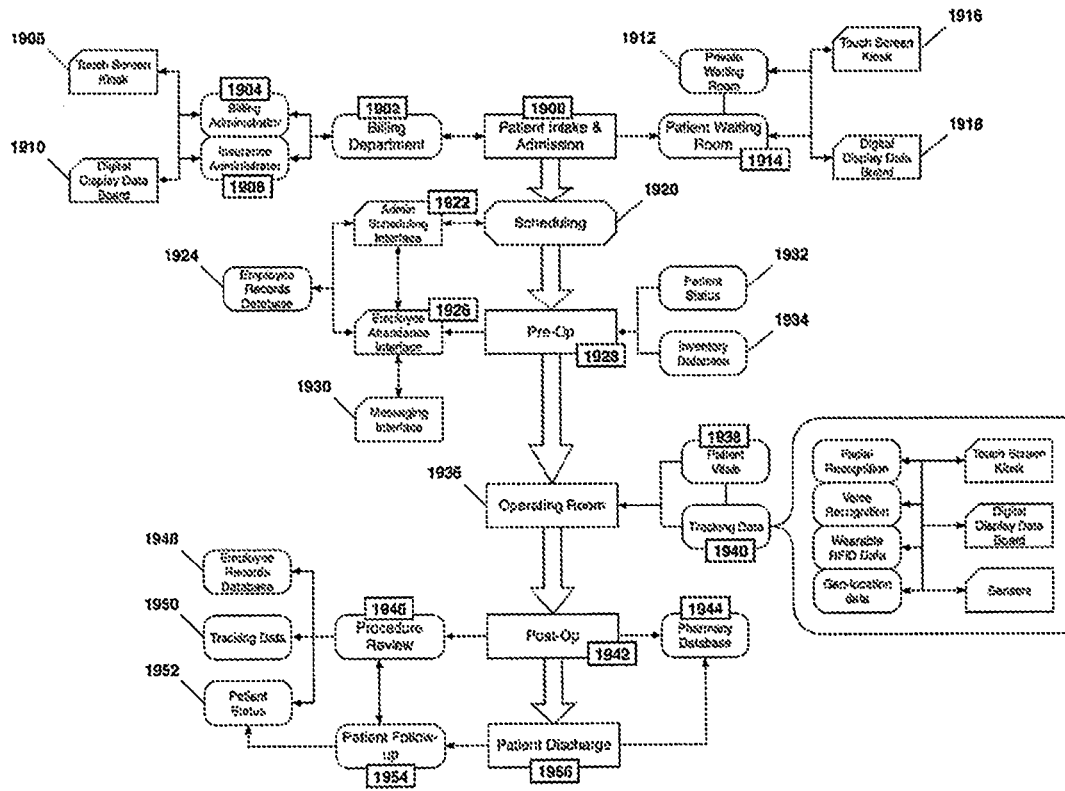 1905
Touch Screen
Kiosk
1904
Billing
Administrator
Insurance
Administrator
1910
Digital
Display Data
Board
1902
Billing
Department
1900
Patient Intake &
Admission
1912
Private
Waiting
Room
Patient Waiting
Room
1914
1916
Touch Screen
Kiosk
1918
Digital
Display Data
Board
1922
Admin
Scheduling
Interface
Scheduling
1920
1924
Employee
Records
Database
1926
Employee
Attendance
Interface
Pre-Op
1928
1932
Patient
Status
1934
Inventory
Database
1930
Messaging
Interface
1936
Operating Room
1938
Patient
Vitals
Tracking Data
1940
Facial
Recognition
Voice
Recognition
Wearable
RFID Data
Geo-location
data
Touch Screen
Kiosk
Digital
Display Data
Board
Sensors
1948
Employee
Records
Database
1950
Tracking Data
1952
Patient
Status
1946
Procedure
Review
Post-Op
1942
1944
Pharmacy
Database
Patient Follow-
up
1954
Patient Discharge
1956